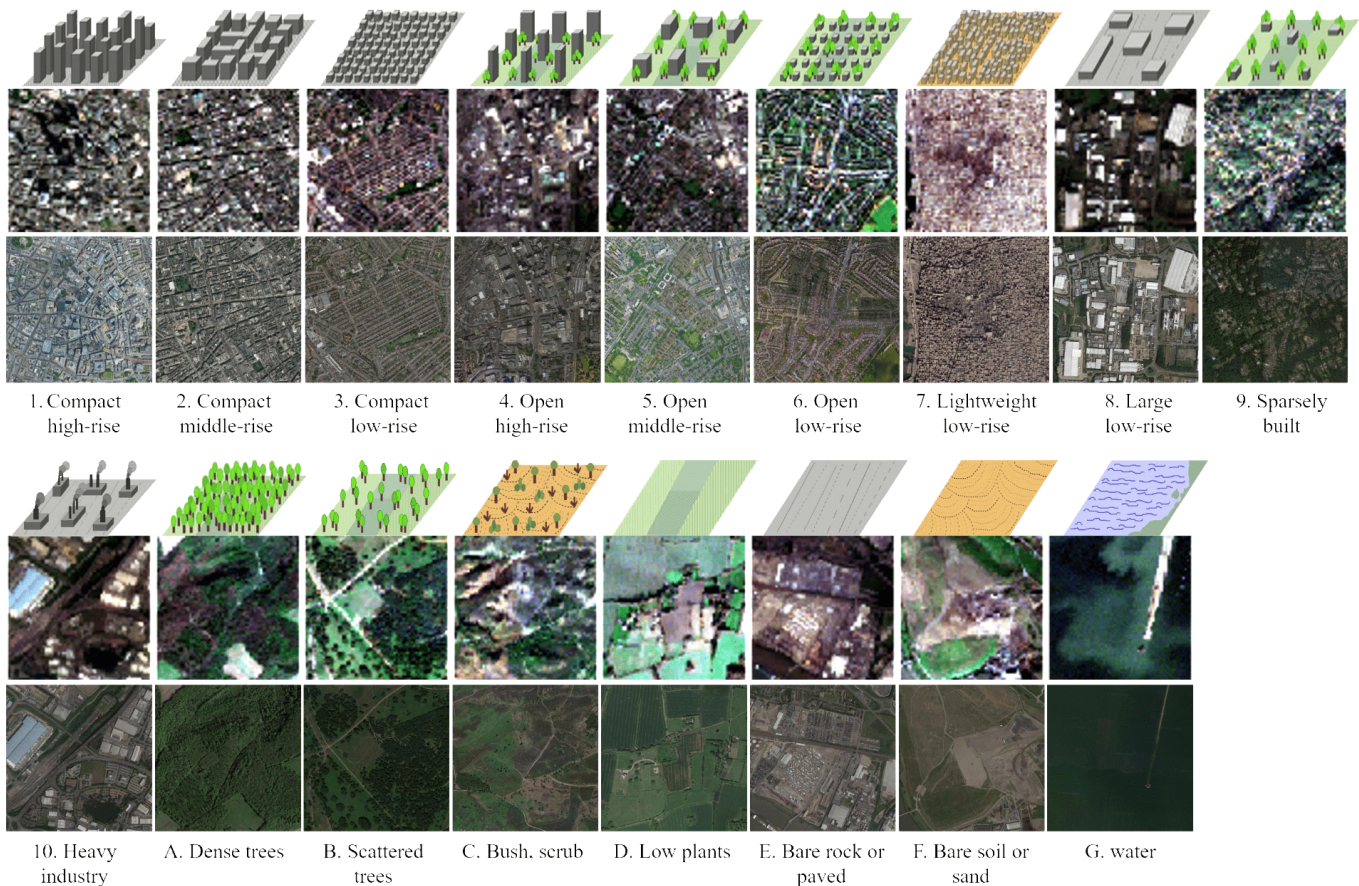 1. Compact
high-rise
2. Compact
middle-rise
3. Compact
low-rise
4. Open
high-rise
5. Open
middle-rise
6. Open
low-rise
7. Lightweight
low-rise
8. Large
low-rise
9. Sparsely
built
10. Heavy
industry
A. Dense trees
B. Scattered
trees
C. Bush, scrub
D. Low plants
E. Bare rock or
paved
F. Bare soil or
sand
G. water